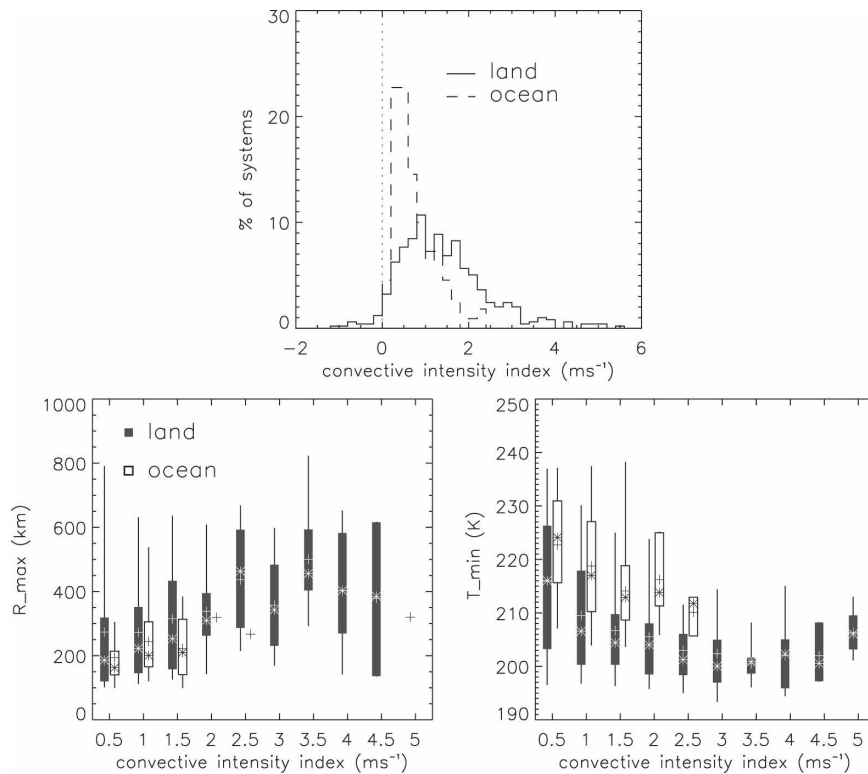 30
20
10
0
% of systems
land
ocean
−2 0 2 4 6
convective intensity index (ms⁻¹)
1000
800
600
400
200
0
R_max (km)
land
ocean
0.5 1 1.5 2 2.5 3 3.5 4 4.5 5
convective intensity index (ms⁻¹)
250
240
230
220
210
200
190
T_min (K)
0.5 1 1.5 2 2.5 3 3.5 4 4.5 5
convective intensity index (ms⁻¹)